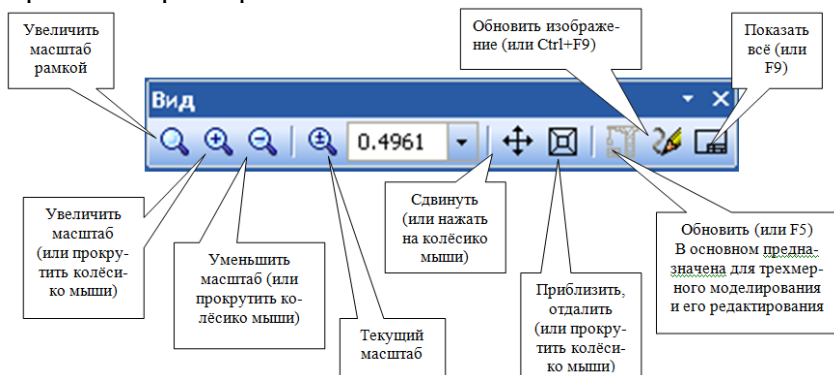 Увеличить
масштаб
рамкой
Обновить изображе-
ние (или Ctrl+F9)
Показать
всё (или
F9)
Вид
0.4961
Увеличить
масштаб
(или прокру-
тить колёси-
ко мыши)
Уменьшить
масштаб (или
прокрутить ко-
лёсико мыши)
Текущий
масштаб
Сдвинуть
(или нажать
на колёсико
мыши)
Приблизить,
отдалить
(или прокру-
тить колёси-
ко мыши)
Обновить (или F5)
В основном предна-
значена для трехмер-
ного моделирования
и его редактирования